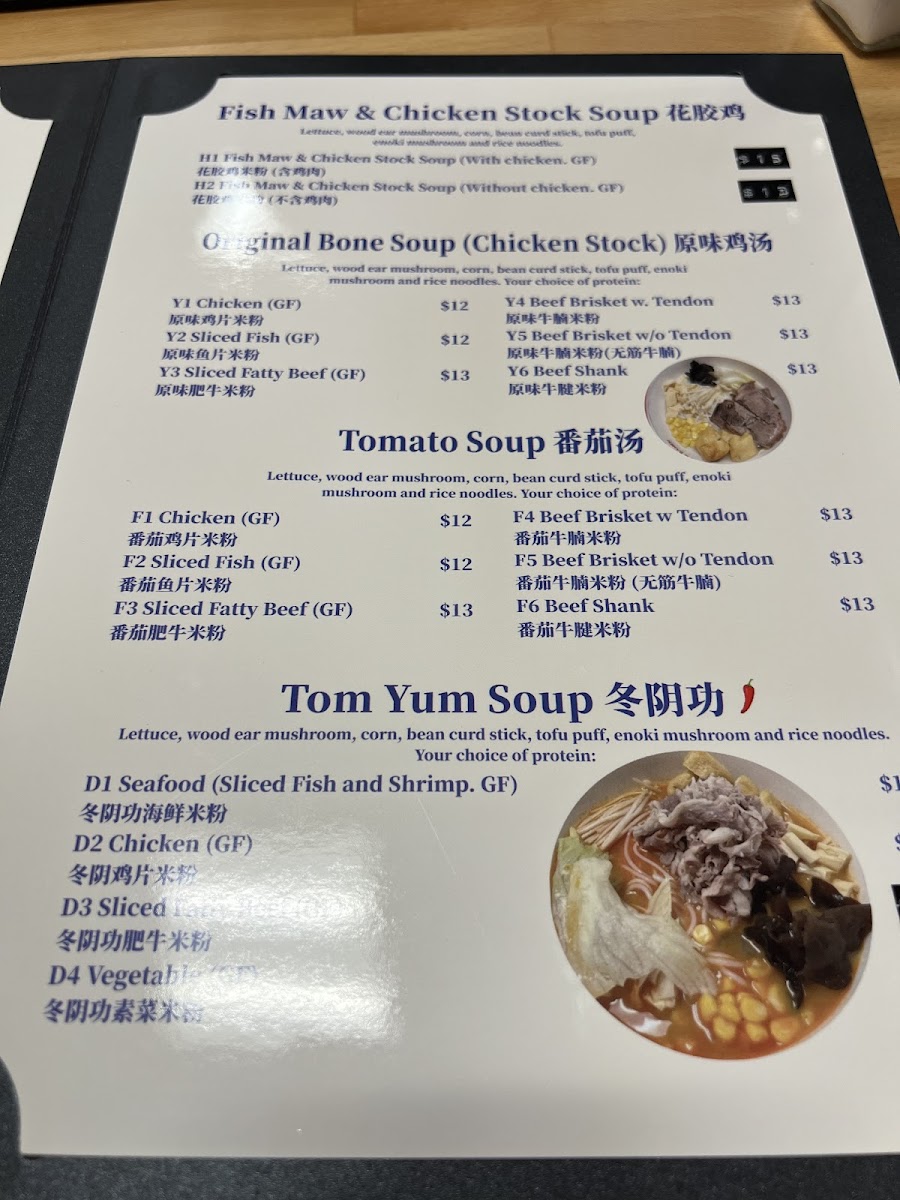 Fish Maw & Chicken Stock Soup 花胶鸡
Lettuce, wood ear mushroom, corn, bean curd stick, tofu puff,
enoki mushroom and rice noodles.
H1 Fish Maw & Chicken Stock Soup (With chicken. GF) $15
花胶鸡米粉 (含鸡肉)
H2 Fish Maw & Chicken Stock Soup (Without chicken. GF)
花胶鸡 (不含鸡肉)
Original Bone Soup (Chicken Stock) 原味鸡汤
Lettuce, wood ear mushroom, corn, bean curd stick, tofu puff, enoki
mushroom and rice noodles. Your choice of protein:
Y1 Chicken (GF) $12
原味鸡片米粉
Y2 Sliced Fish (GF) $12
原味鱼片米粉
Y3 Sliced Fatty Beef (GF) $13
原味肥牛米粉
Y4 Beef Brisket w. Tendon $13
原味牛腩米粉
Y5 Beef Brisket w/o Tendon $13
原味牛腩米粉(无筋牛腩)
Y6 Beef Shank $13
原味牛腱米粉
Tomato Soup 番茄汤
Lettuce, wood ear mushroom, corn, bean curd stick, tofu puff, enoki
mushroom and rice noodles. Your choice of protein:
F1 Chicken (GF) $12
番茄鸡片米粉
F2 Sliced Fish (GF) $12
番茄鱼片米粉
F3 Sliced Fatty Beef (GF) $13
番茄肥牛米粉
F4 Beef Brisket w Tendon $13
番茄牛腩米粉
F5 Beef Brisket w/o Tendon $13
番茄牛腩米粉 (无筋牛腩)
F6 Beef Shank $13
番茄牛腱米粉
Tom Yum Soup 冬阴功
Lettuce, wood ear mushroom, corn, bean curd stick, tofu puff, enoki mushroom and rice noodles.
Your choice of protein:
D1 Seafood (Sliced Fish and Shrimp. GF)
冬阴功海鲜米粉
D2 Chicken (GF)
冬阴鸡片米粉
D3 Sliced
冬阴功肥牛米粉
D4 Vegetable (GF)
冬阴功素菜米粉